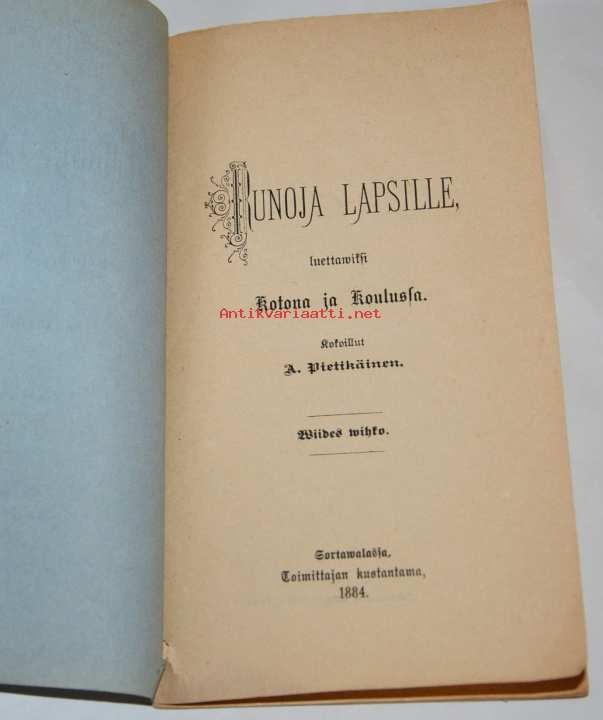 RUNOJA LAPSILLE,
luettawiksi
Kotona ja Koulussa.
Antikvariaatti.net
Kokoillut
A. Pietikäinen.
Wiides wihko.
Sortawalassa,
Toimittajan kustantama,
1884.